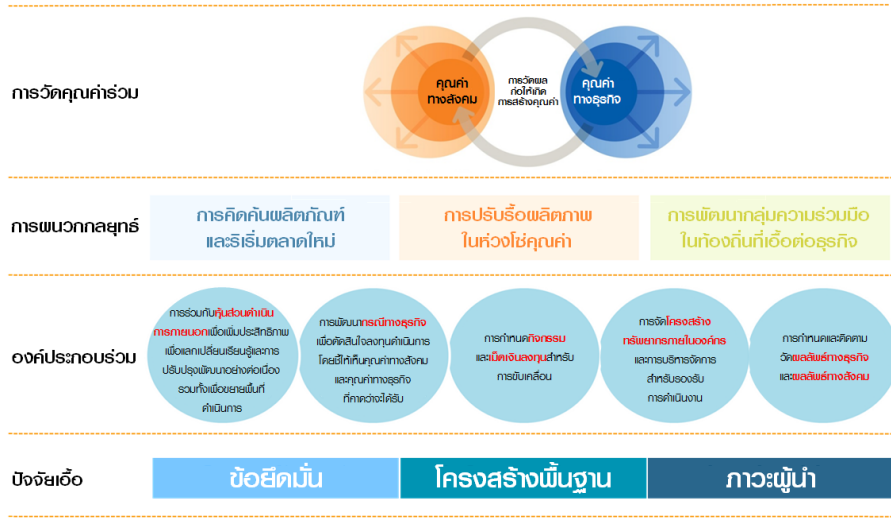 การวัดคุณค่าร่วม
คุณค่า
ทางสังคม
การวัดผล
ก่อให้เกิด
การสร้างคุณค่า
คุณค่า
ทางธุรกิจ
การผนวกกลยุทธ์
การคิดค้นผลิตภัณฑ์
และริเริ่มตลาดใหม่
การปรับรื้อผลิตภาพ
ในห่วงโซ่คุณค่า
การพัฒนากลุ่มความร่วมมือ
ในท้องถิ่นที่เอื้อต่อธุรกิจ
องค์ประกอบร่วม
การร่วมกับหุ้นส่วนดำเนิน
การภายนอกเพื่อเพิ่มประสิทธิภาพ
เพื่อแลกเปลี่ยนเรียนรู้และการ
ปรับปรุงพัฒนาอย่างต่อเนื่อง
รวมทั้งเพื่อขยายพื้นที่
ดำเนินการ
การพัฒนากรณีทางธุรกิจ
เพื่อตัดสินใจลงทุนดำเนินการ
โดยชี้ให้เห็นคุณค่าทางสังคม
และคุณค่าทางธุรกิจ
ที่คาดว่าจะได้รับ
การกำหนดกิจกรรม
และเม็ดเงินลงทุนสำหรับ
การขับเคลื่อน
การจัดโครงสร้าง
ทรัพยากรภายในองค์กร
และการบริหารจัดการ
สำหรับรองรับ
การดำเนินงาน
การกำหนดและติดตาม
วัดผลลัพธ์ทางธุรกิจ
และผลลัพธ์ทางสังคม
ปัจจัยเอื้อ
ข้อยึดมั่น
โครงสร้างพื้นฐาน
ภาวะผู้นำ